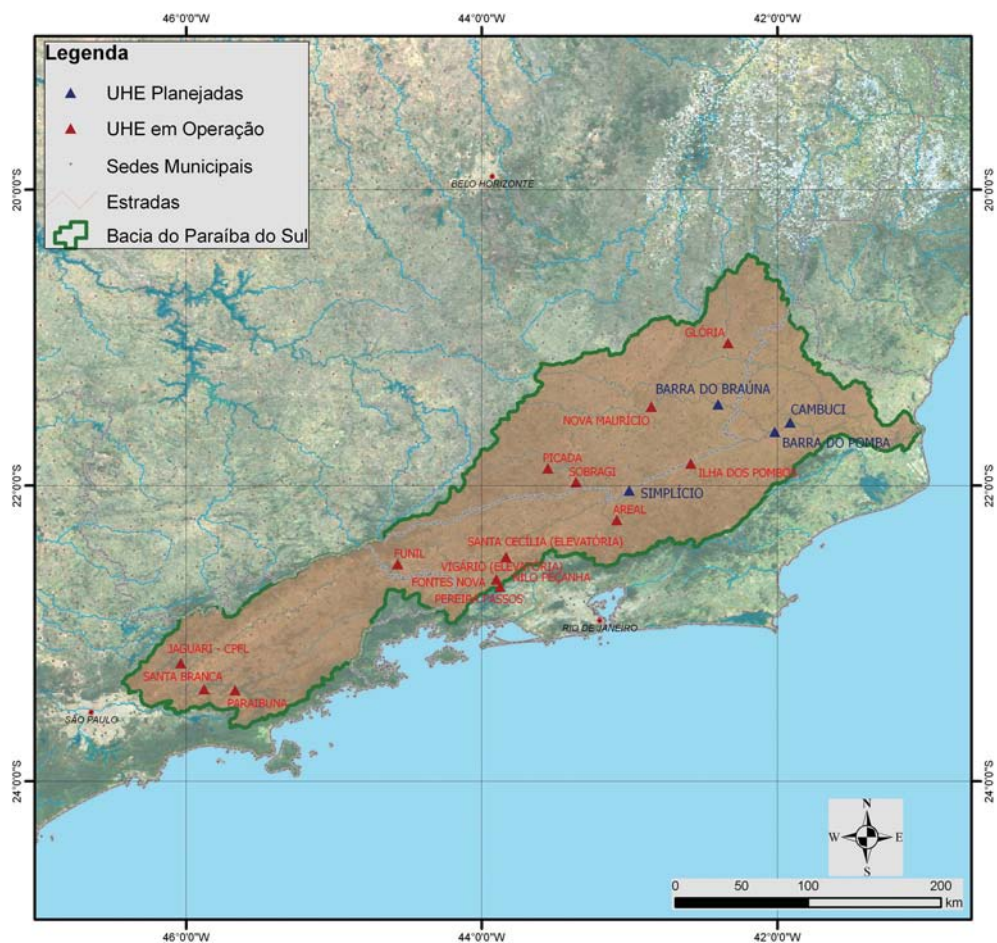 46°0'0"W
44°0'0"W
42°0'0"W
Legenda
UHE Planejadas
UHE em Operação
Sedes Municipais
Estradas
Bacia do Paraíba do Sul
20°0'0"S
20°0'0"S
BELO HORIZONTE
GLÓRIA
BARRA DO BRAÚNA
NOVA MAURÍCIO
CAMBUCI
BARRA DO POMBA
PICADA
SOBRAGI
ILHA DOS POMBOS
22°0'0"S
22°0'0"S
SIMPLÍCIO
AREAL
SANTA CECÍLIA (ELEVATÓRIA)
FUNIL
VIGÁRIO (ELEVATÓRIA)
FONTES NOVA
NILO PEÇANHA
PEREIRA PASSOS
RIO DE JANEIRO
JAGUARI - CPFL
SANTA BRANCA
PARAIBUNA
SÃO PAULO
24°0'0"S
24°0'0"S
N
W
E
S
0 50 100 200
km
46°0'0"W
44°0'0"W
42°0'0"W